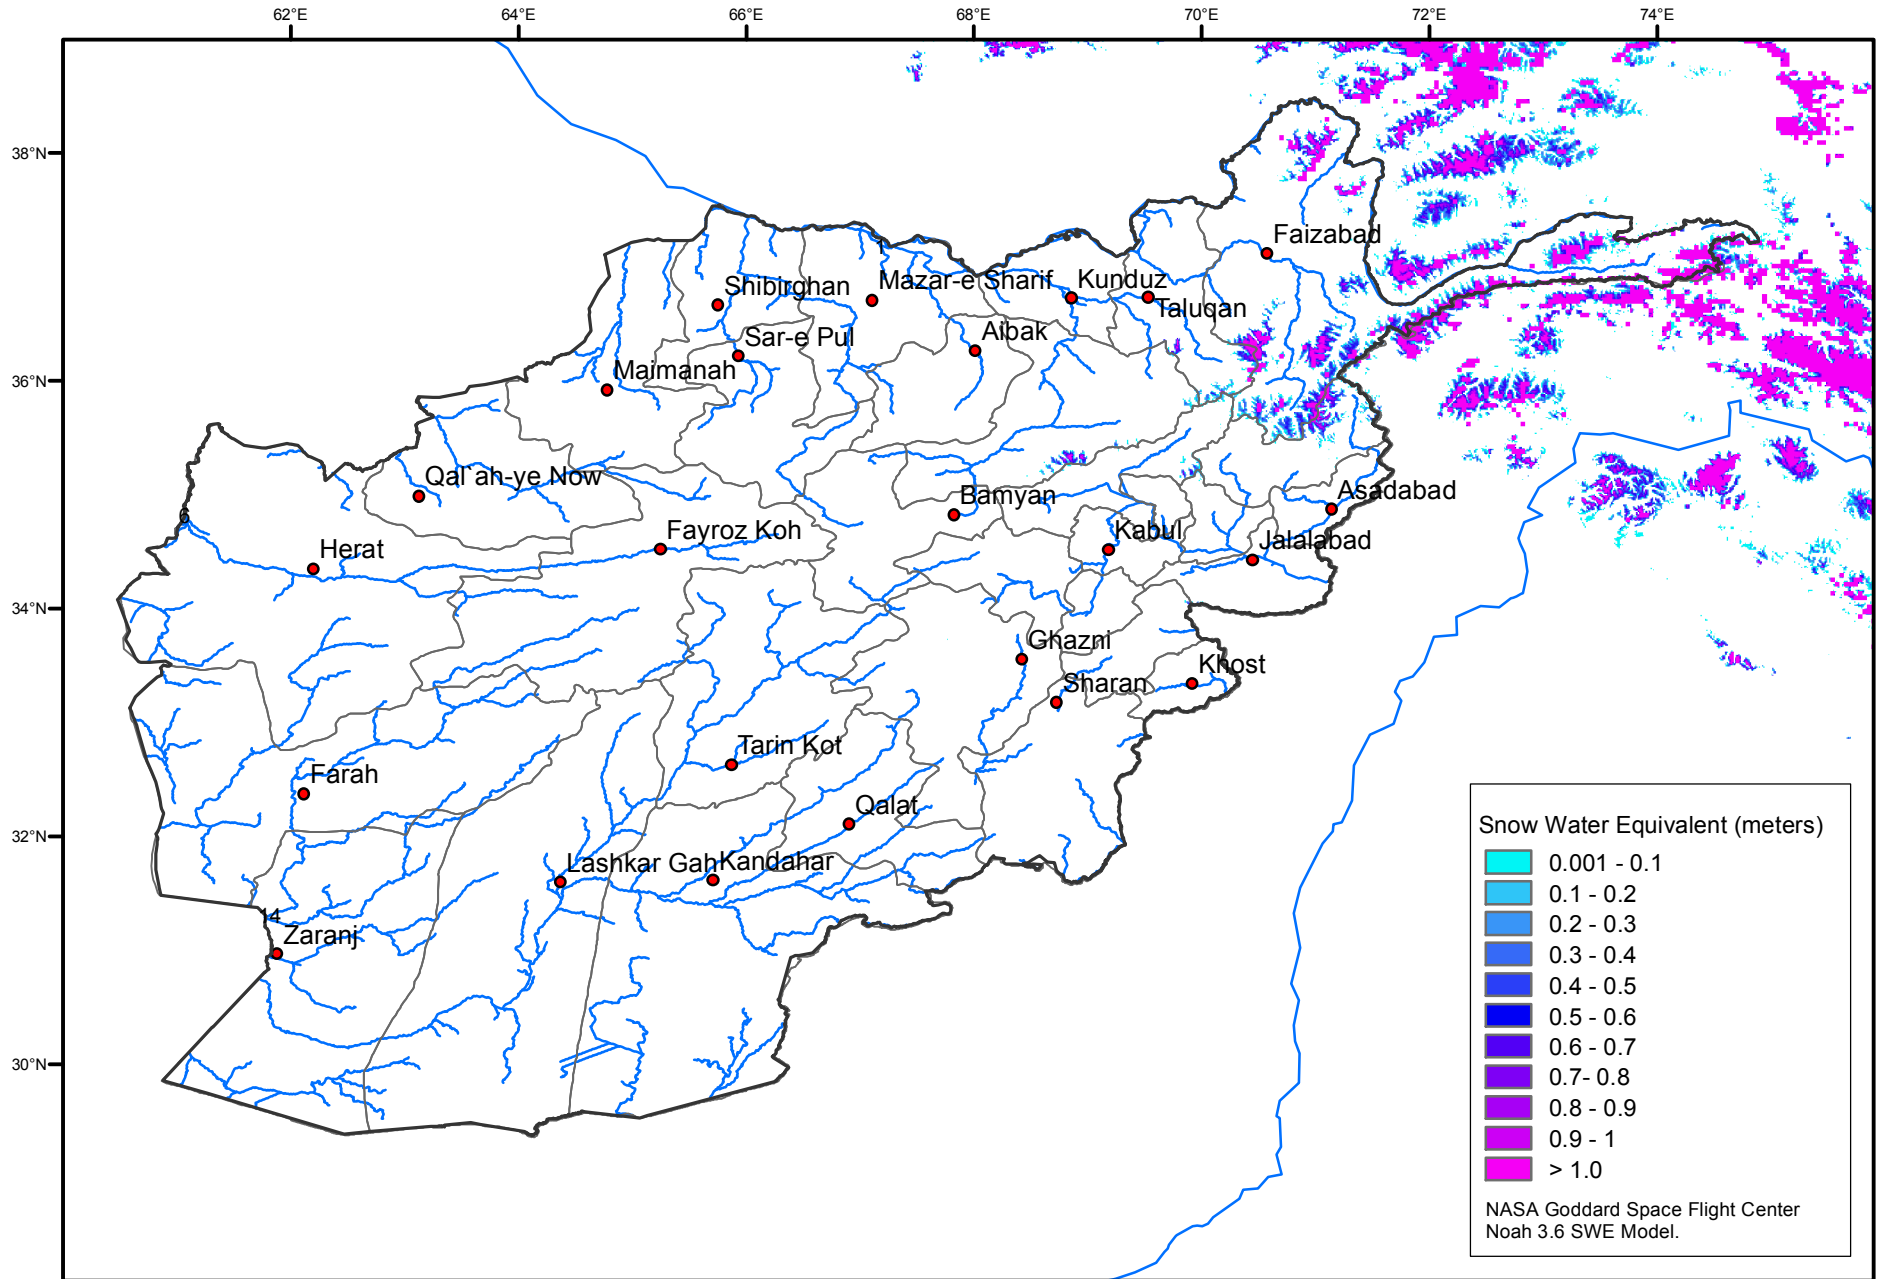 62°E 64°E 66°E 68°E 70°E 72°E 74°E
38°N
36°N
34°N
32°N
30°N
Faizabad
Shibirghan
Mazar-e Sharif
Kunduz
Taluqan
1
Sar-e Pul
Aibak
Maimanah
Qal`ah-ye Now
Bamyan
Asadabad
6
Fayroz Koh
Kabul
Jalalabad
Herat
Ghazni
Khost
Sharan
Tarin Kot
Farah
Qalat
Lashkar Gah
Kandahar
14
Zaranj
Snow Water Equivalent (meters)
0.001 - 0.1
0.1 - 0.2
0.2 - 0.3
0.3 - 0.4
0.4 - 0.5
0.5 - 0.6
0.6 - 0.7
0.7- 0.8
0.8 - 0.9
0.9 - 1
> 1.0
NASA Goddard Space Flight Center
Noah 3.6 SWE Model.